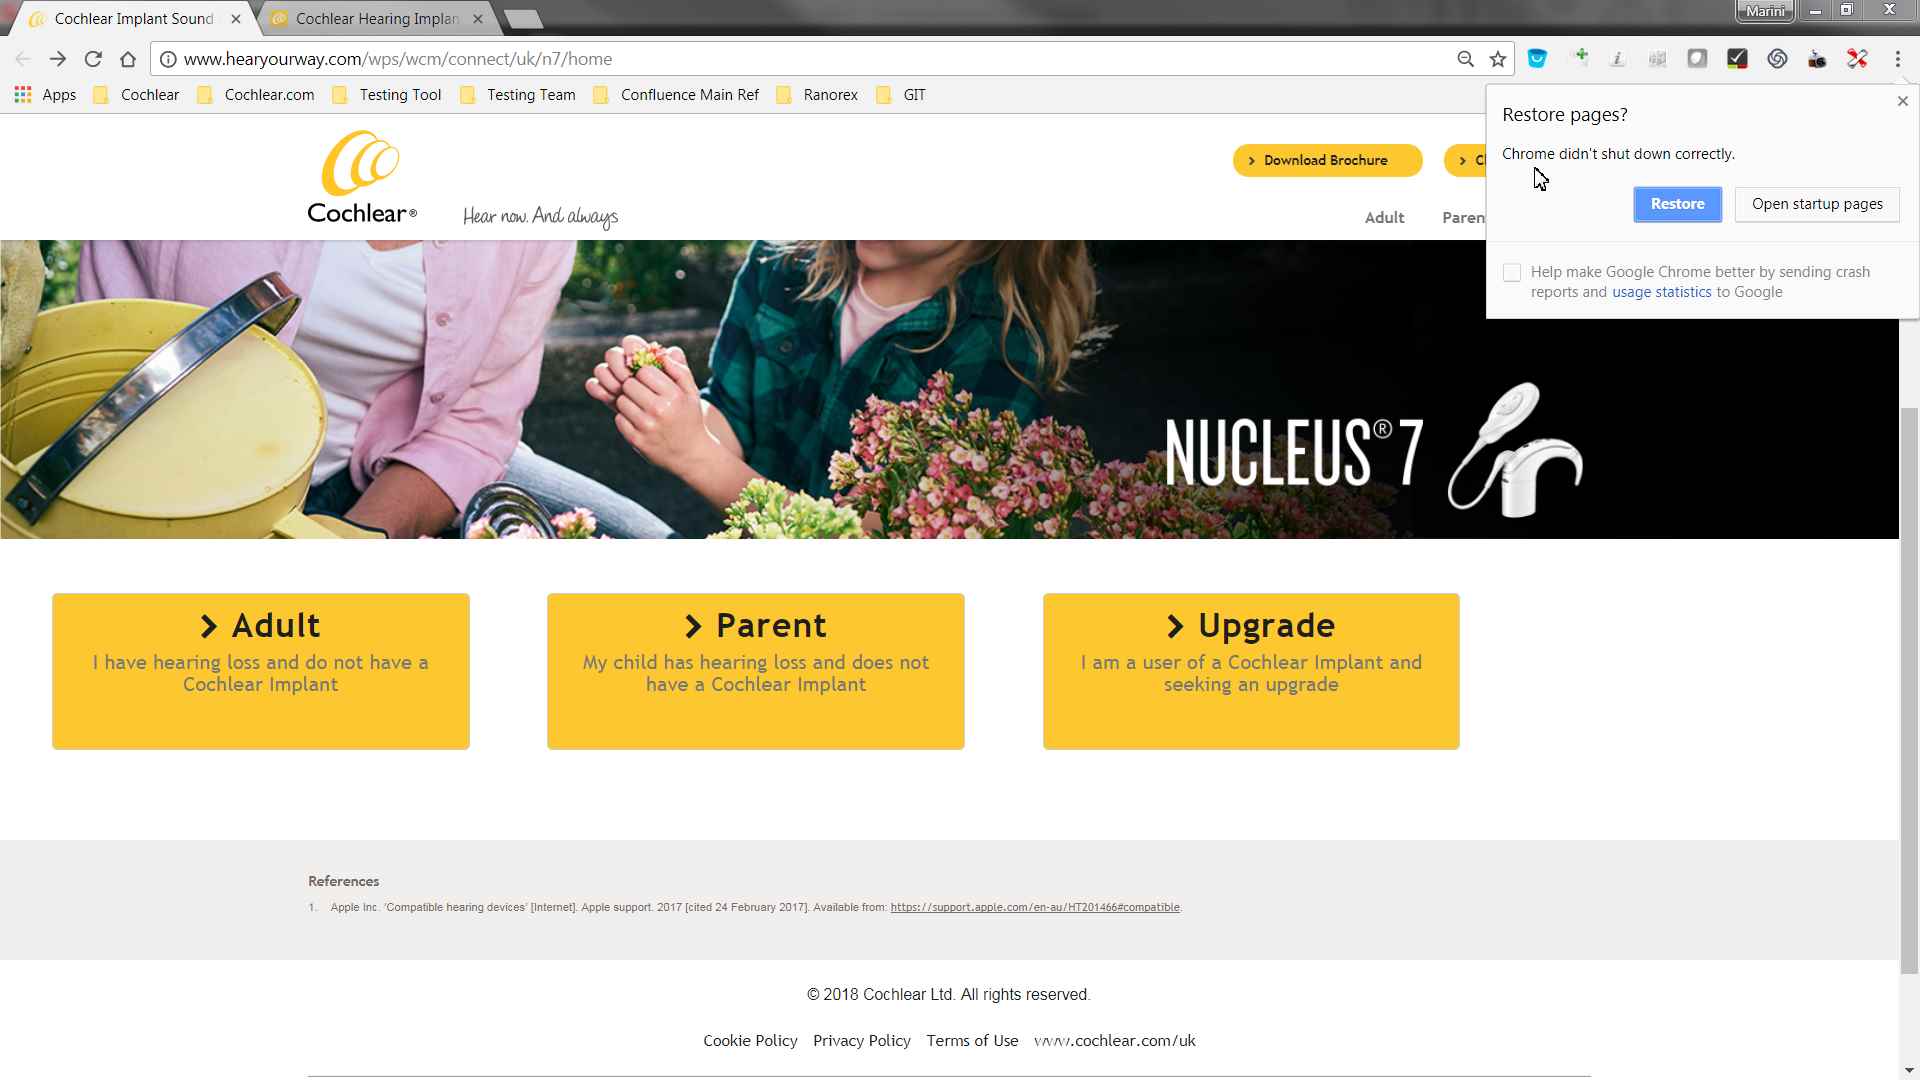 Cochlear Implant Sound
Cochlear Hearing Implan
Marini
www.hearyourway.com/wps/wcm/connect/uk/n7/home
Apps Cochlear Cochlear.com Testing Tool Testing Team Confluence Main Ref Ranorex GIT
Restore pages?
Chrome didn't shut down correctly.
Restore Open startup pages
Help make Google Chrome better by sending crash
reports and usage statistics to Google
Download Brochure
Cochlear®
Hear now. And always
Adult
NUCLEUS® 7
Adult
I have hearing loss and do not have a
Cochlear Implant
Parent
My child has hearing loss and does not
have a Cochlear Implant
Upgrade
I am a user of a Cochlear Implant and
seeking an upgrade
References
1. Apple Inc. 'Compatible hearing devices' [Internet]. Apple support. 2017 [cited 24 February 2017]. Available from: https://support.apple.com/en-au/HT201466#compatible.
© 2018 Cochlear Ltd. All rights reserved.
Cookie Policy Privacy Policy Terms of Use www.cochlear.com/uk